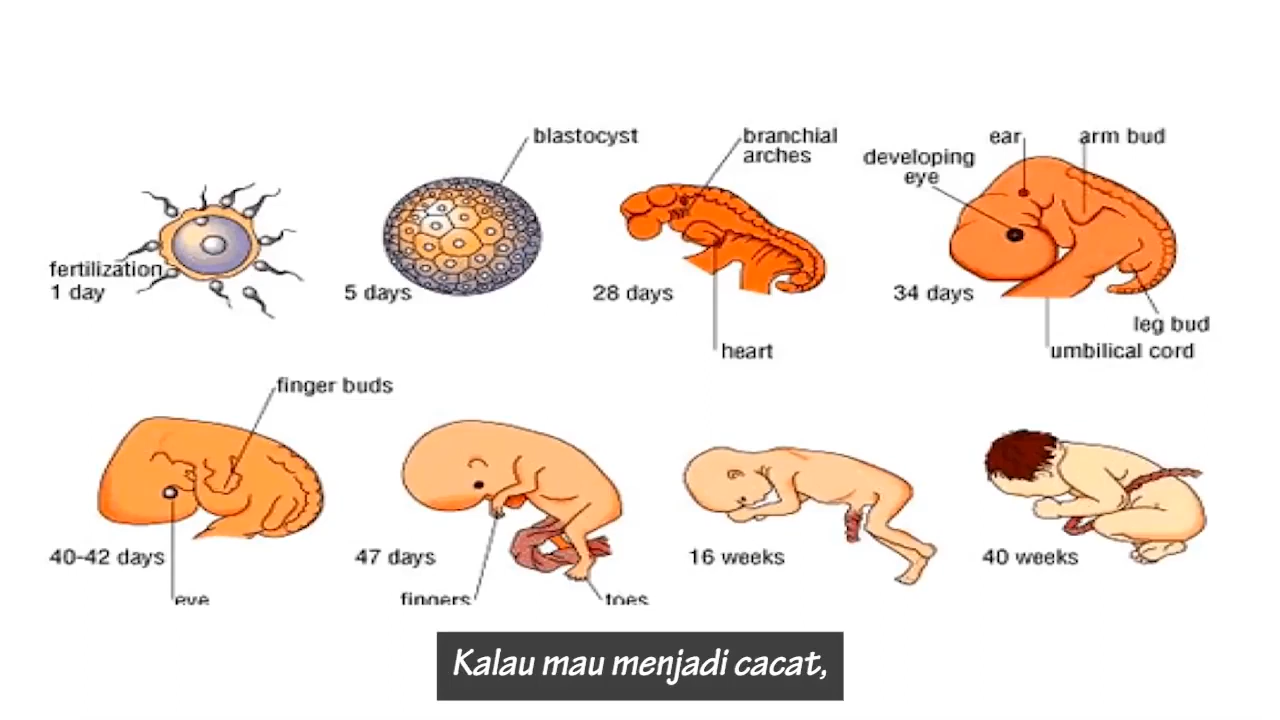 blastocyst
branchial
arches
ear
arm bud
developing
eye
fertilization
1 day
5 days
28 days
34 days
leg bud
heart
umbilical cord
finger buds
40-42 days
47 days
16 weeks
40 weeks
eye
fingers
toes
Kalau mau menjadi cacat,